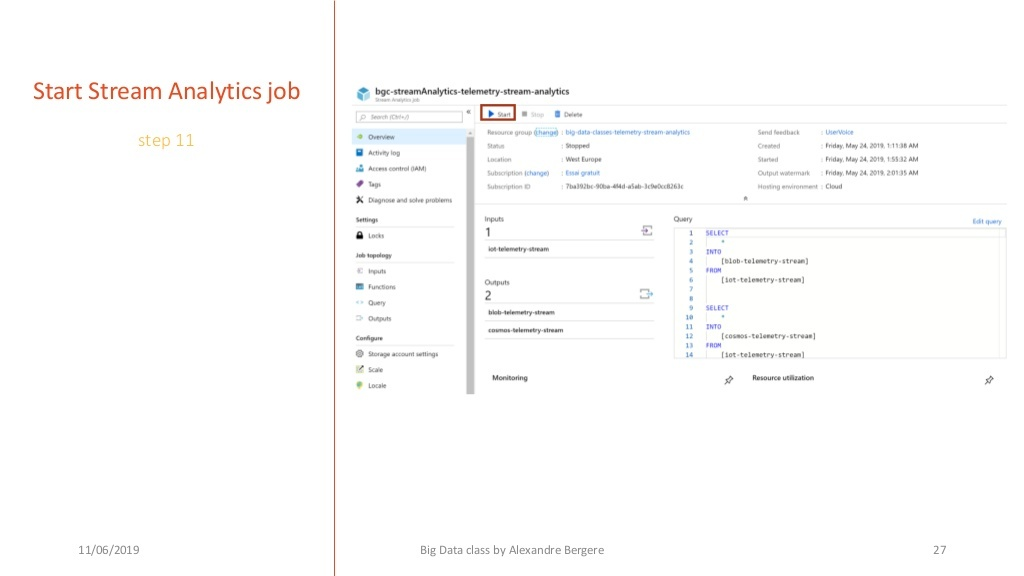 Start Stream Analytics job
step 11
bgc-streamAnalytics-telemetry-stream-analytics
Stream Analytics job
Search (Ctrl+/)
«
Overview
Activity log
Access control (IAM)
Tags
Diagnose and solve problems
Settings
Locks
Job topology
Inputs
Functions
Query
Outputs
Configure
Storage account settings
Scale
Locale
Start Stop Delete
Resource group (change) : big-data-classes-telemetry-stream-analytics
Status : Stopped
Location : West Europe
Subscription (change) : Essai gratuit
Subscription ID : 7ba392bc-90ba-4f4d-a5ab-3c9e0cc8263c
Send feedback : UserVoice
Created : Friday, May 24, 2019, 1:11:38 AM
Started : Friday, May 24, 2019, 1:55:32 AM
Output watermark : Friday, May 24, 2019, 2:01:35 AM
Hosting environment : Cloud
Inputs
1
iot-telemetry-stream
Outputs
2
blob-telemetry-stream
cosmos-telemetry-stream
Query
Edit query
1 SELECT
2 *
3 INTO
4 [blob-telemetry-stream]
5 FROM
6 [iot-telemetry-stream]
7
8
9 SELECT
10 *
11 INTO
12 [cosmos-telemetry-stream]
13 FROM
14 [iot-telemetry-stream]
Monitoring
Resource utilization
11/06/2019
Big Data class by Alexandre Bergere
27